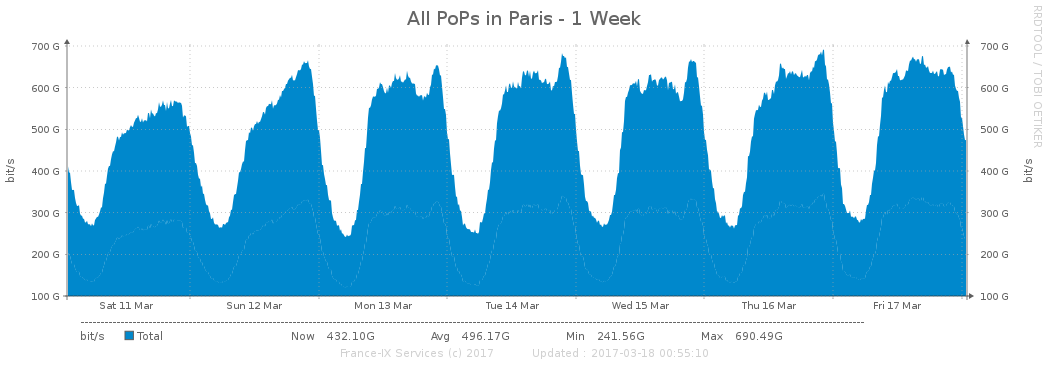 All PoPs in Paris - 1 Week
RRDTOOL / TOBI OETIKER
bit/s
700 G
600 G
500 G
400 G
300 G
200 G
100 G
700 G
600 G
500 G
400 G
300 G
200 G
100 G
bit/s
Sat 11 Mar Sun 12 Mar Mon 13 Mar Tue 14 Mar Wed 15 Mar Thu 16 Mar Fri 17 Mar
bit/s Total Now 432.10G Avg 496.17G Min 241.56G Max 690.49G
France-IX Services (c) 2017 Updated : 2017-03-18 00:55:10